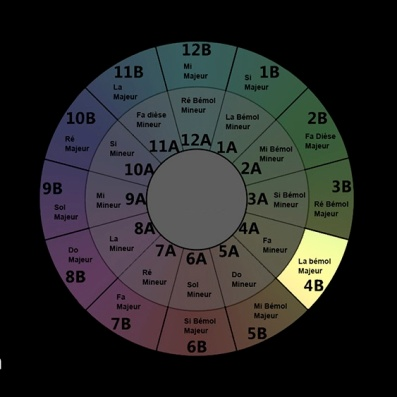 12B
Mi
Majeur
1B
Si
Majeur
2B
Fa Dièse
Majeur
3B
Ré Bémol
Majeur
La bémol
Majeur
4B
Mi Bémol
Majeur
5B
Si Bémol
Majeur
6B
Fa
Majeur
7B
Do
Majeur
8B
9B
Sol
Majeur
10B
Ré
Majeur
11B
La
Majeur
Ré Bémol
Mineur
12A
La Bémol
Mineur
1A
Mi Bémol
Mineur
2A
3A
Si Bémol
Mineur
4A
Fa
Mineur
5A
Do
Mineur
6A
Sol
Mineur
7A
Ré
Mineur
8A
La
Mineur
Mi
Mineur
9A
Si
Mineur
10A
Fa dièse
Mineur
11A